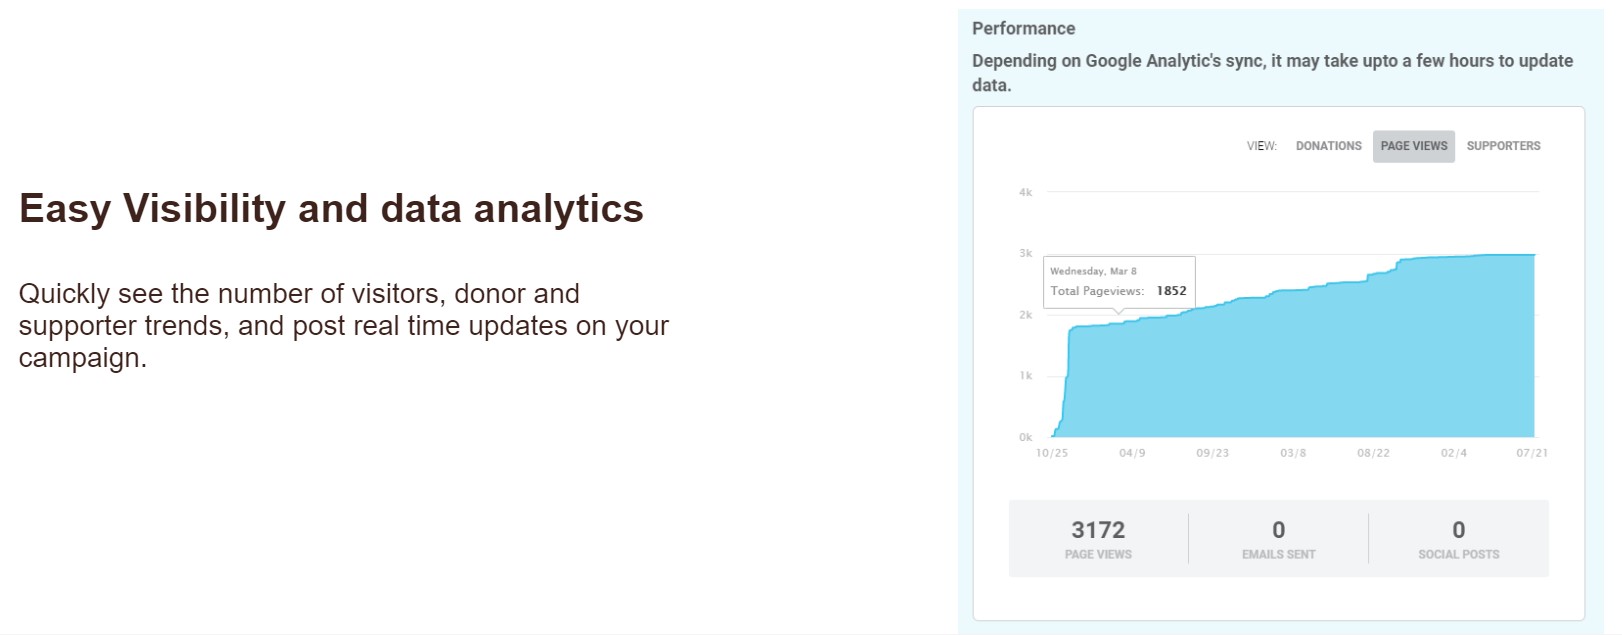 Easy Visibility and data analytics
Quickly see the number of visitors, donor and
supporter trends, and post real time updates on your
campaign.
Performance
Depending on Google Analytic's sync, it may take upto a few hours to update
data.
VIEW: DONATIONS PAGE VIEWS SUPPORTERS
4k
3k
Wednesday, Mar 8
Total Pageviews: 1852
2k
1k
0k
10/25 04/9 09/23 03/8 08/22 02/4 07/21
3172 0 0
PAGE VIEWS EMAILS SENT SOCIAL POSTS